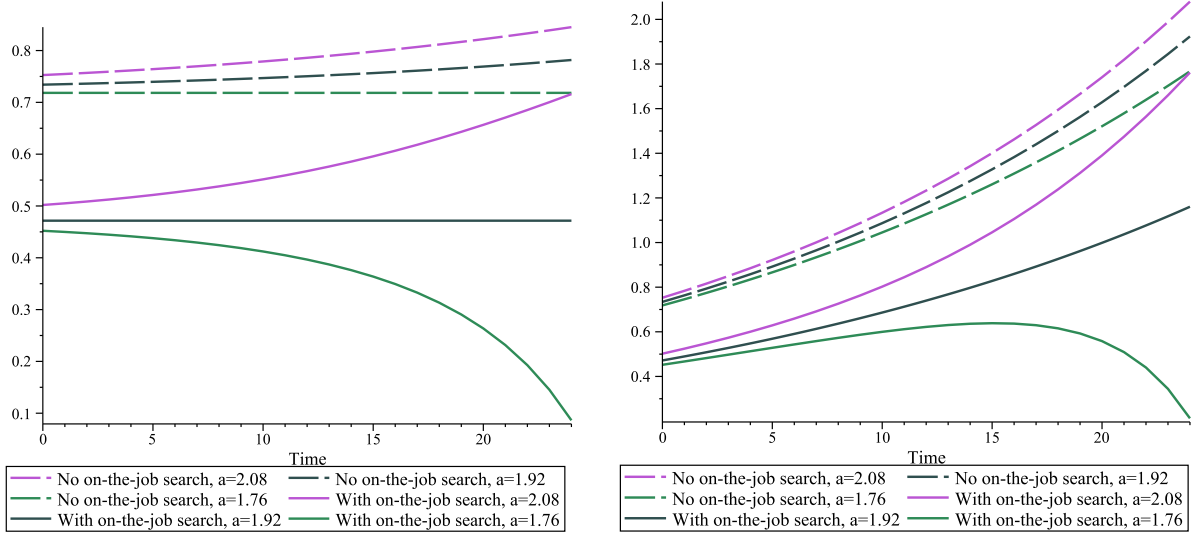 0.8
0.7
0.6
0.5
0.4
0.3
0.2
0.1
0 5 10 15 20
Time
No on-the-job search, a=2.08 No on-the-job search, a=1.92
No on-the-job search, a=1.76 With on-the-job search, a=2.08
With on-the-job search, a=1.92 With on-the-job search, a=1.76
2.0
1.8
1.6
1.4
1.2
1.0
0.8
0.6
0.4
0 5 10 15 20
Time
No on-the-job search, a=2.08 No on-the-job search, a=1.92
No on-the-job search, a=1.76 With on-the-job search, a=2.08
With on-the-job search, a=1.92 With on-the-job search, a=1.76